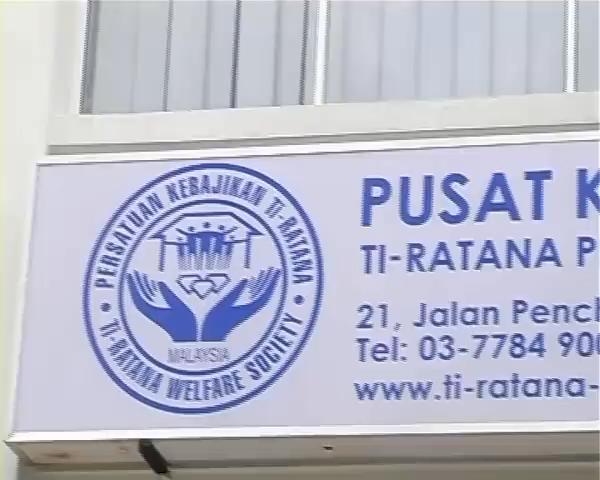 PERSATUAN KEBAJIKAN Ti-RATANA
Ti-RATANA WELFARE SOCIETY
MALAYSIA
PUSAT K
TI-RATANA P
21, Jalan Pench
Tel: 03-7784 900
www.ti-ratana-